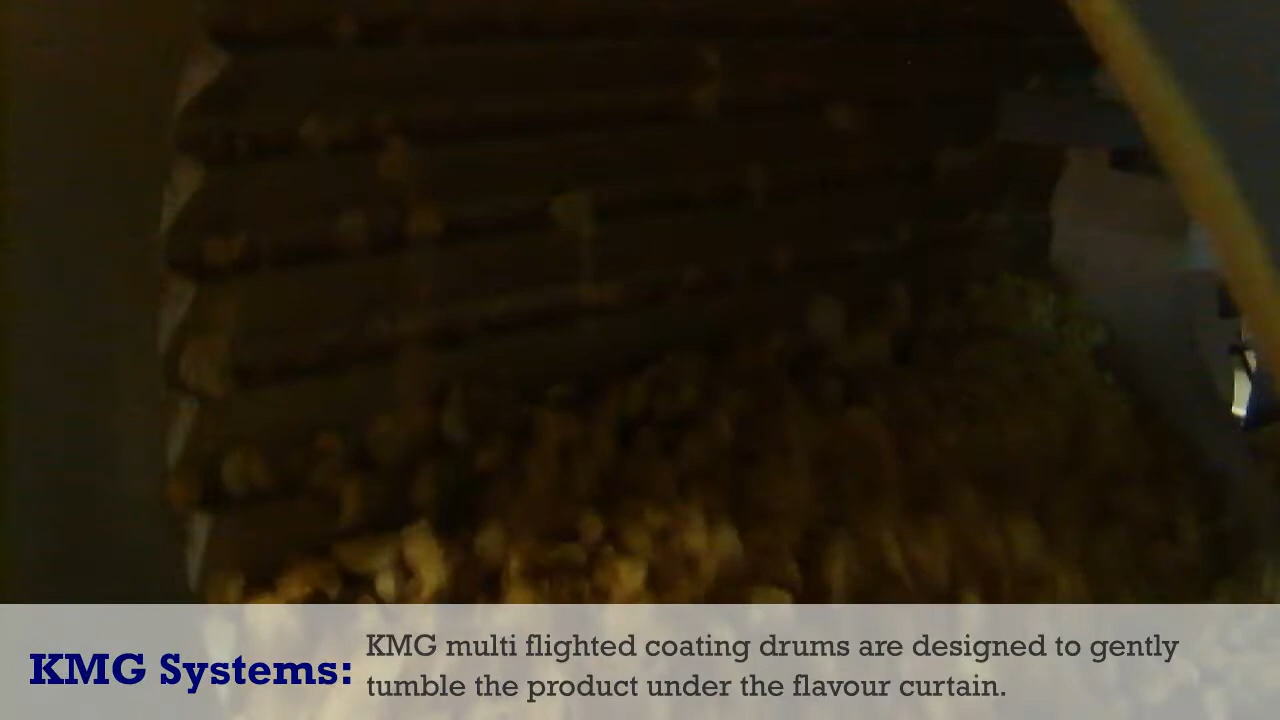 KMG Systems:
KMG multi flighted coating drums are designed to gently
tumble the product under the flavour curtain.